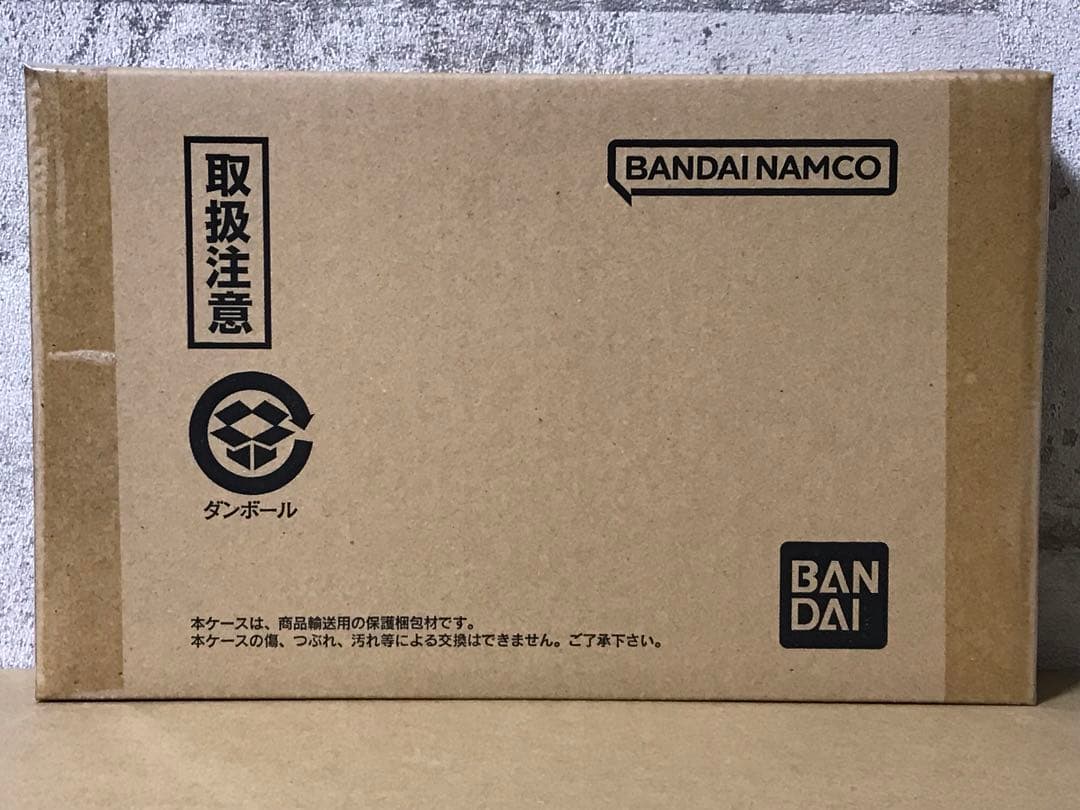 取扱注意
BANDAI NAMCO
ダンボール
BAN
DAI
本ケースは、商品輸送用の保護梱包材です。
本ケースの傷、つぶれ、汚れ等による交換はできません。ご了承下さい。